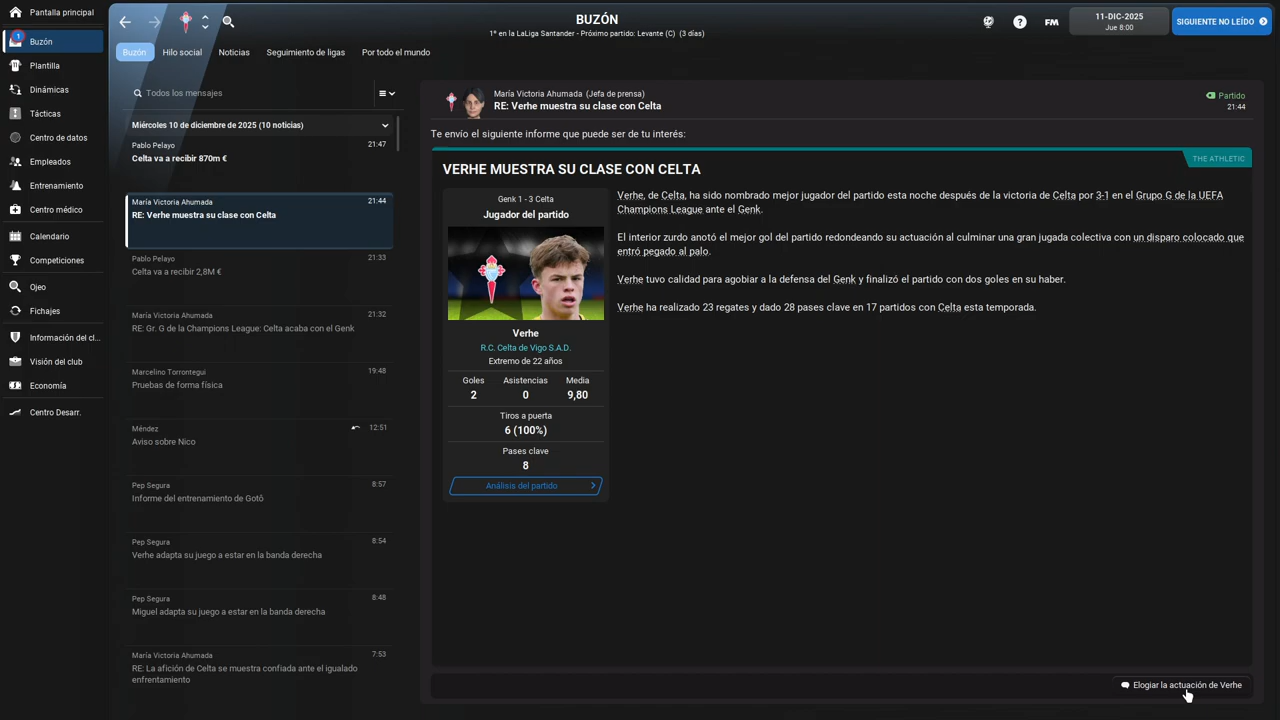 Pantalla principal
1
Buzón
Plantilla
Dinámicas
Tácticas
Centro de datos
Empleados
Entrenamiento
Centro médico
Calendario
Competiciones
Ojeo
Fichajes
Información del cl...
Visión del club
Economía
Centro Desarr.
BUZÓN
1º en la LaLiga Santander - Próximo partido: Levante (C) (3 días)
FM
11-DIC-2025
Jue 8:00
SIGUIENTE NO LEÍDO
Buzón
Hilo social
Noticias
Seguimiento de ligas
Por todo el mundo
Todos los mensajes
Miércoles 10 de diciembre de 2025 (10 noticias)
Pablo Pelayo 21:47
Celta va a recibir 870m €
María Victoria Ahumada 21:44
RE: Verhe muestra su clase con Celta
Pablo Pelayo 21:33
Celta va a recibir 2,8M €
María Victoria Ahumada 21:32
RE: Gr. G de la Champions League: Celta acaba con el Genk
Marcelino Torrontegui 19:48
Pruebas de forma física
Méndez 12:51
Aviso sobre Nico
Pep Segura 8:57
Informe del entrenamiento de Gotô
Pep Segura 8:54
Verhe adapta su juego a estar en la banda derecha
Pep Segura 8:48
Miguel adapta su juego a estar en la banda derecha
María Victoria Ahumada 7:53
RE: La afición de Celta se muestra confiada ante el igualado
enfrentamiento
María Victoria Ahumada (Jefa de prensa)
RE: Verhe muestra su clase con Celta
Partido
21:44
Te envío el siguiente informe que puede ser de tu interés:
THE ATHLETIC
VERHE MUESTRA SU CLASE CON CELTA
Genk 1 - 3 Celta
Jugador del partido
Verhe
R.C. Celta de Vigo S.A.D.
Extremo de 22 años
Goles Asistencias Media
2 0 9,80
Tiros a puerta
6 (100%)
Pases clave
8
Análisis del partido
Verhe, de Celta, ha sido nombrado mejor jugador del partido esta noche después de la victoria de Celta por 3-1 en el Grupo G de la UEFA
Champions League ante el Genk.
El interior zurdo anotó el mejor gol del partido redondeando su actuación al culminar una gran jugada colectiva con un disparo colocado que
entró pegado al palo.
Verhe tuvo calidad para agobiar a la defensa del Genk y finalizó el partido con dos goles en su haber.
Verhe ha realizado 23 regates y dado 28 pases clave en 17 partidos con Celta esta temporada.
Elogiar la actuación de Verhe